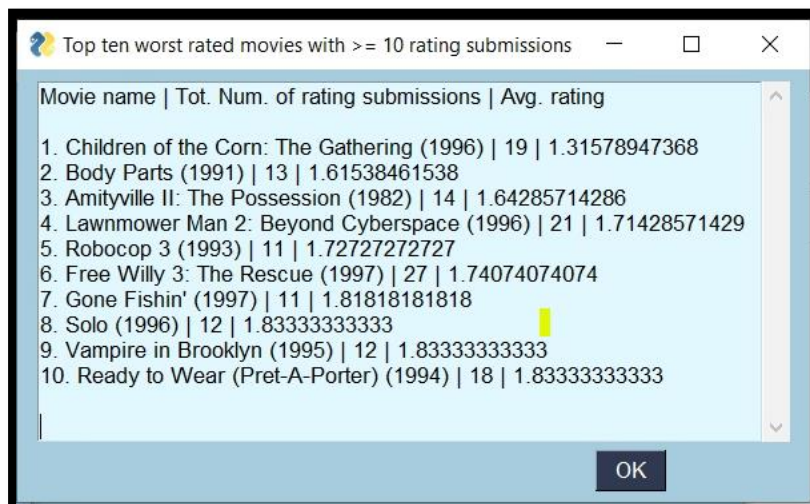 Top ten worst rated movies with >= 10 rating submissions
Movie name | Tot. Num. of rating submissions | Avg. rating
1. Children of the Corn: The Gathering (1996) | 19 | 1.31578947368
2. Body Parts (1991) | 13 | 1.61538461538
3. Amityville II: The Possession (1982) | 14 | 1.64285714286
4. Lawnmower Man 2: Beyond Cyberspace (1996) | 21 | 1.71428571429
5. Robocop 3 (1993) | 11 | 1.72727272727
6. Free Willy 3: The Rescue (1997) | 27 | 1.74074074074
7. Gone Fishin' (1997) | 11 | 1.81818181818
8. Solo (1996) | 12 | 1.83333333333
9. Vampire in Brooklyn (1995) | 12 | 1.83333333333
10. Ready to Wear (Pret-A-Porter) (1994) | 18 | 1.83333333333
OK